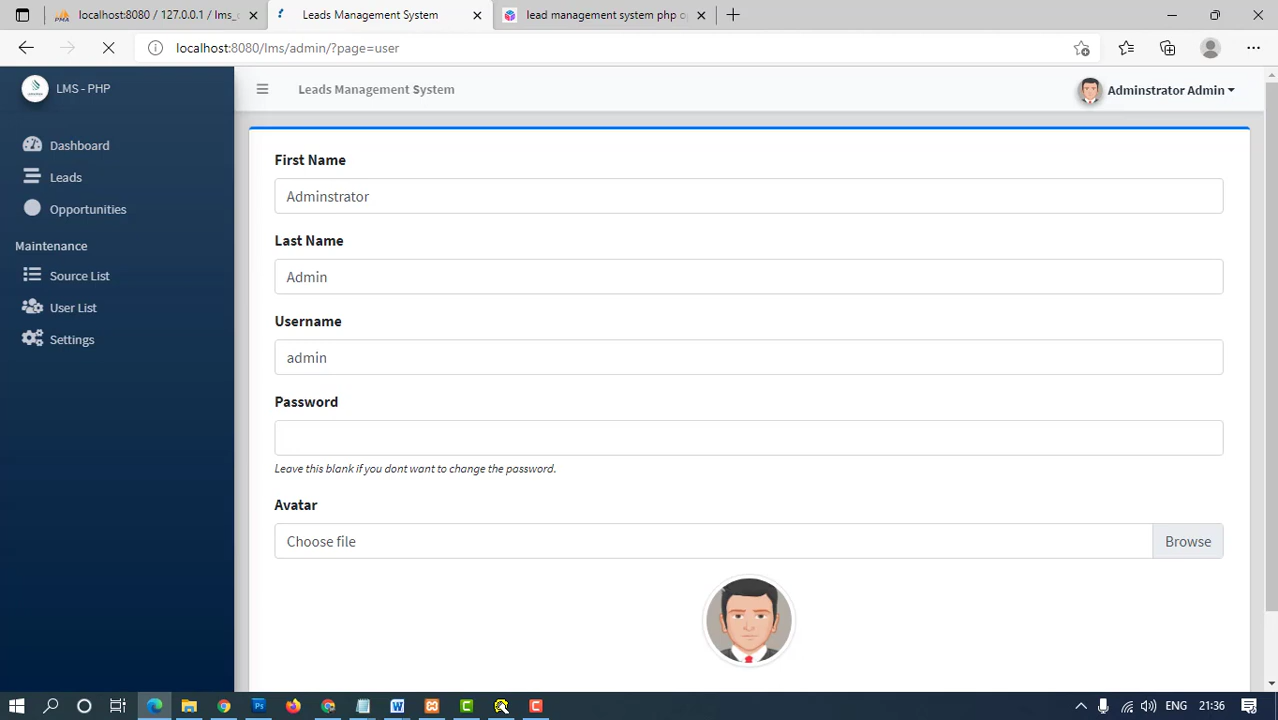 localhost:8080 / 127.0.0.1 / lms_
Leads Management System
lead management system php
localhost:8080/lms/admin/?page=user
LMS - PHP
Leads Management System
Adminstrator Admin
Dashboard
Leads
Opportunities
Maintenance
Source List
User List
Settings
First Name
Adminstrator
Last Name
Admin
Username
admin
Password
Leave this blank if you dont want to change the password.
Avatar
Choose file
Browse
ENG
21:36